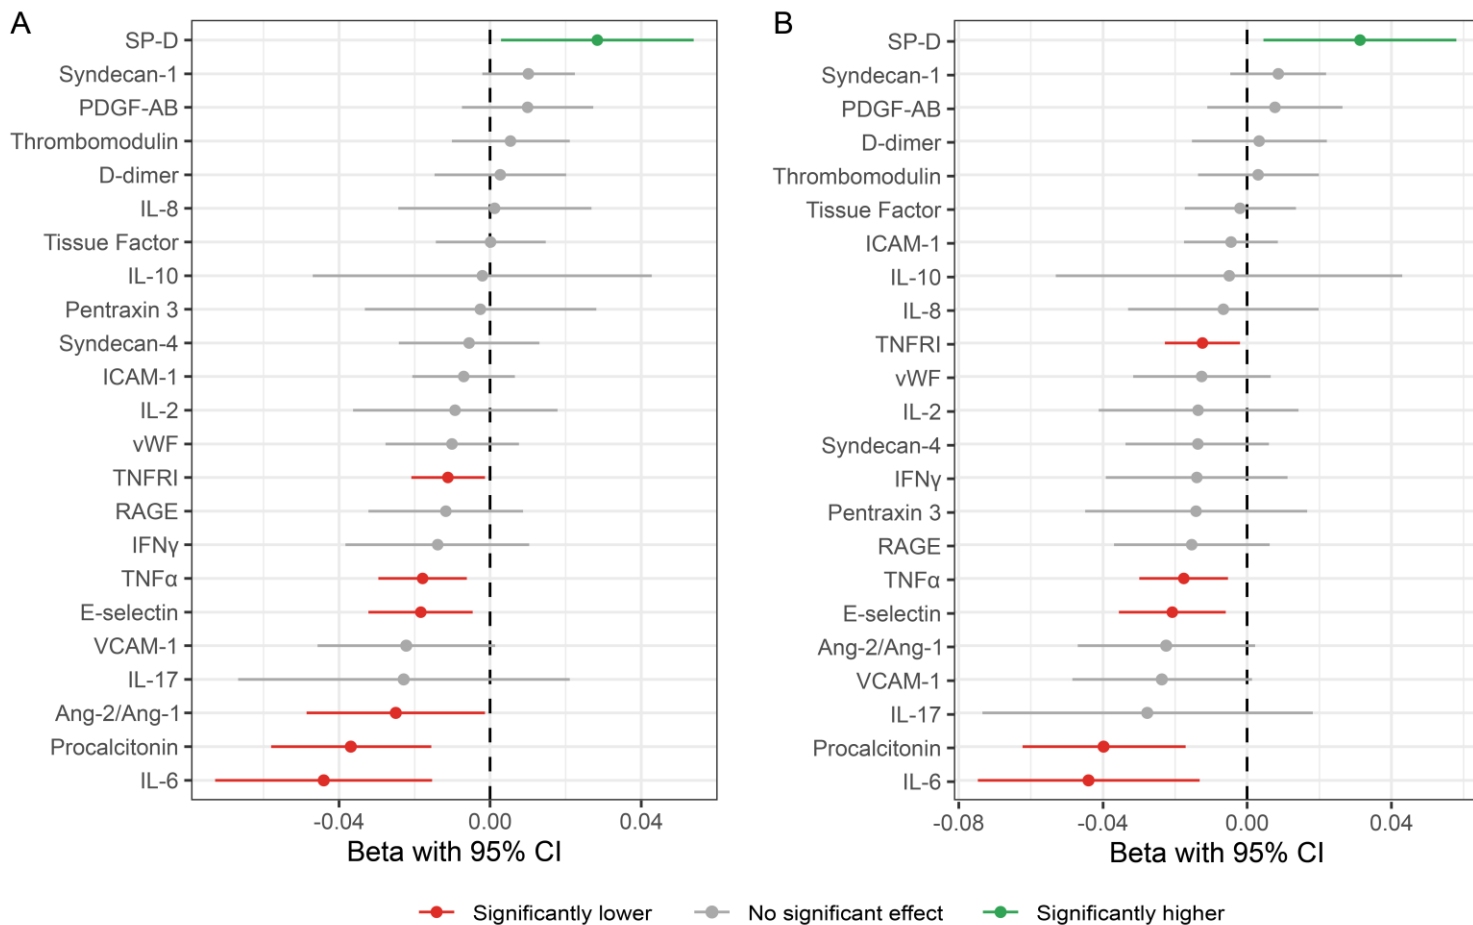 A
SP-D
Syndecan-1
PDGF-AB
Thrombomodulin
D-dimer
IL-8
Tissue Factor
IL-10
Pentraxin 3
Syndecan-4
ICAM-1
IL-2
vWF
TNFRI
RAGE
IFNγ
TNFα
E-selectin
VCAM-1
IL-17
Ang-2/Ang-1
Procalcitonin
IL-6
-0.04 0.00 0.04
Beta with 95% CI
B
SP-D
Syndecan-1
PDGF-AB
D-dimer
Thrombomodulin
Tissue Factor
ICAM-1
IL-10
IL-8
TNFRI
vWF
IL-2
Syndecan-4
IFNγ
Pentraxin 3
RAGE
TNFα
E-selectin
Ang-2/Ang-1
VCAM-1
IL-17
Procalcitonin
IL-6
-0.08 -0.04 0.00 0.04
Beta with 95% CI
Significantly lower No significant effect Significantly higher